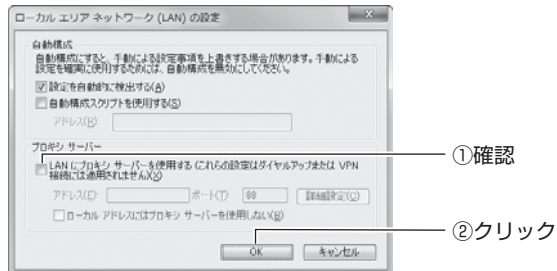 ローカル エリア ネットワーク (LAN) の設定
自動構成
自動構成にすると、手動による設定事項を上書きする場合があります。手動による
設定を確実に使用するためには、自動構成を無効にしてください。
設定を自動的に検出する(A)
自動構成スクリプトを使用する(S)
アドレス(R)
プロキシ サーバー
LAN にプロキシ サーバーを使用する (これらの設定はダイヤルアップまたは VPN
接続には適用されません)(X)
アドレス(E)
ポート(T)
80
詳細設定(C)
ローカル アドレスにはプロキシ サーバーを使用しない(B)
OK
キャンセル
①確認
②クリック